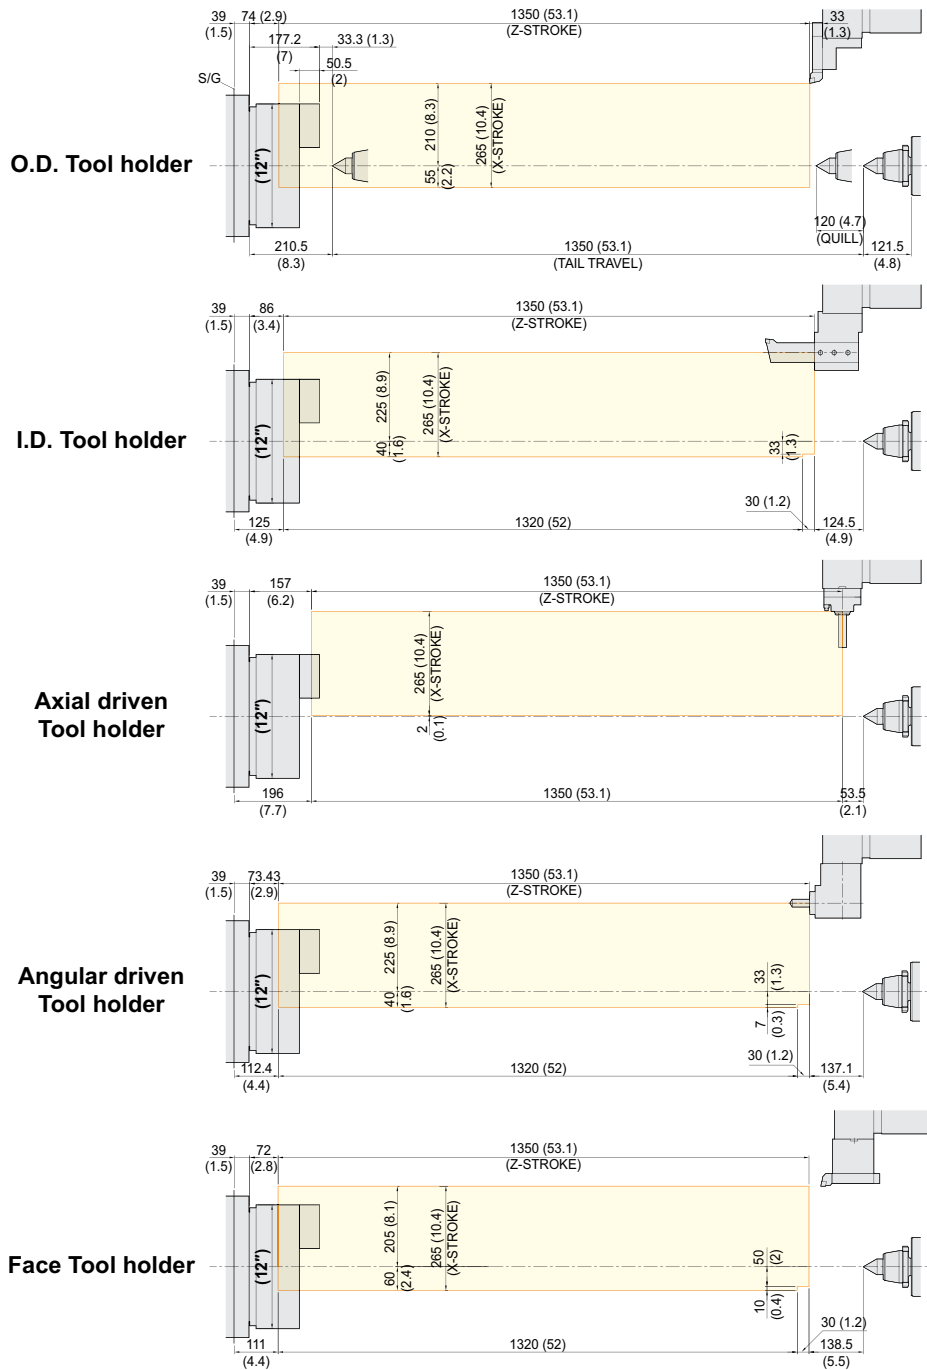 39 74 (2.9) 1350 (53.1) 33
(1.5) (Z-STROKE) (1.3)
177.2 33.3 (1.3)
(7)
50.5
(2)
S/G
210 (8.3)
265 (10.4)
(X-STROKE)
O.D. Tool holder
(12")
55
(2.2)
120 (4.7)
(QUILL)
210.5 1350 (53.1) 121.5
(8.3) (TAIL TRAVEL) (4.8)
39 86 1350 (53.1)
(1.5) (3.4) (Z-STROKE)
225 (8.9)
265 (10.4)
(X-STROKE)
I.D. Tool holder
(12")
40
(1.6)
33
(1.3)
30 (1.2)
125 1320 (52) 124.5
(4.9) (4.9)
39 157 1350 (53.1)
(1.5) (6.2) (Z-STROKE)
265 (10.4)
(X-STROKE)
Axial driven
Tool holder
(12")
2
(0.1)
196 1350 (53.1) 53.5
(7.7) (2.1)
39 73.43 1350 (53.1)
(1.5) (2.9) (Z-STROKE)
225 (8.9)
265 (10.4)
(X-STROKE)
Angular driven
Tool holder
(12")
40
(1.6)
33
(1.3)
7
(0.3)
30 (1.2)
112.4 1320 (52) 137.1
(4.4) (5.4)
39 72 1350 (53.1)
(1.5) (2.8) (Z-STROKE)
205 (8.1)
265 (10.4)
(X-STROKE)
Face Tool holder
(12")
60
(2.4)
50
(2)
10
(0.4)
30 (1.2)
111 1320 (52) 138.5
(4.4) (5.5)